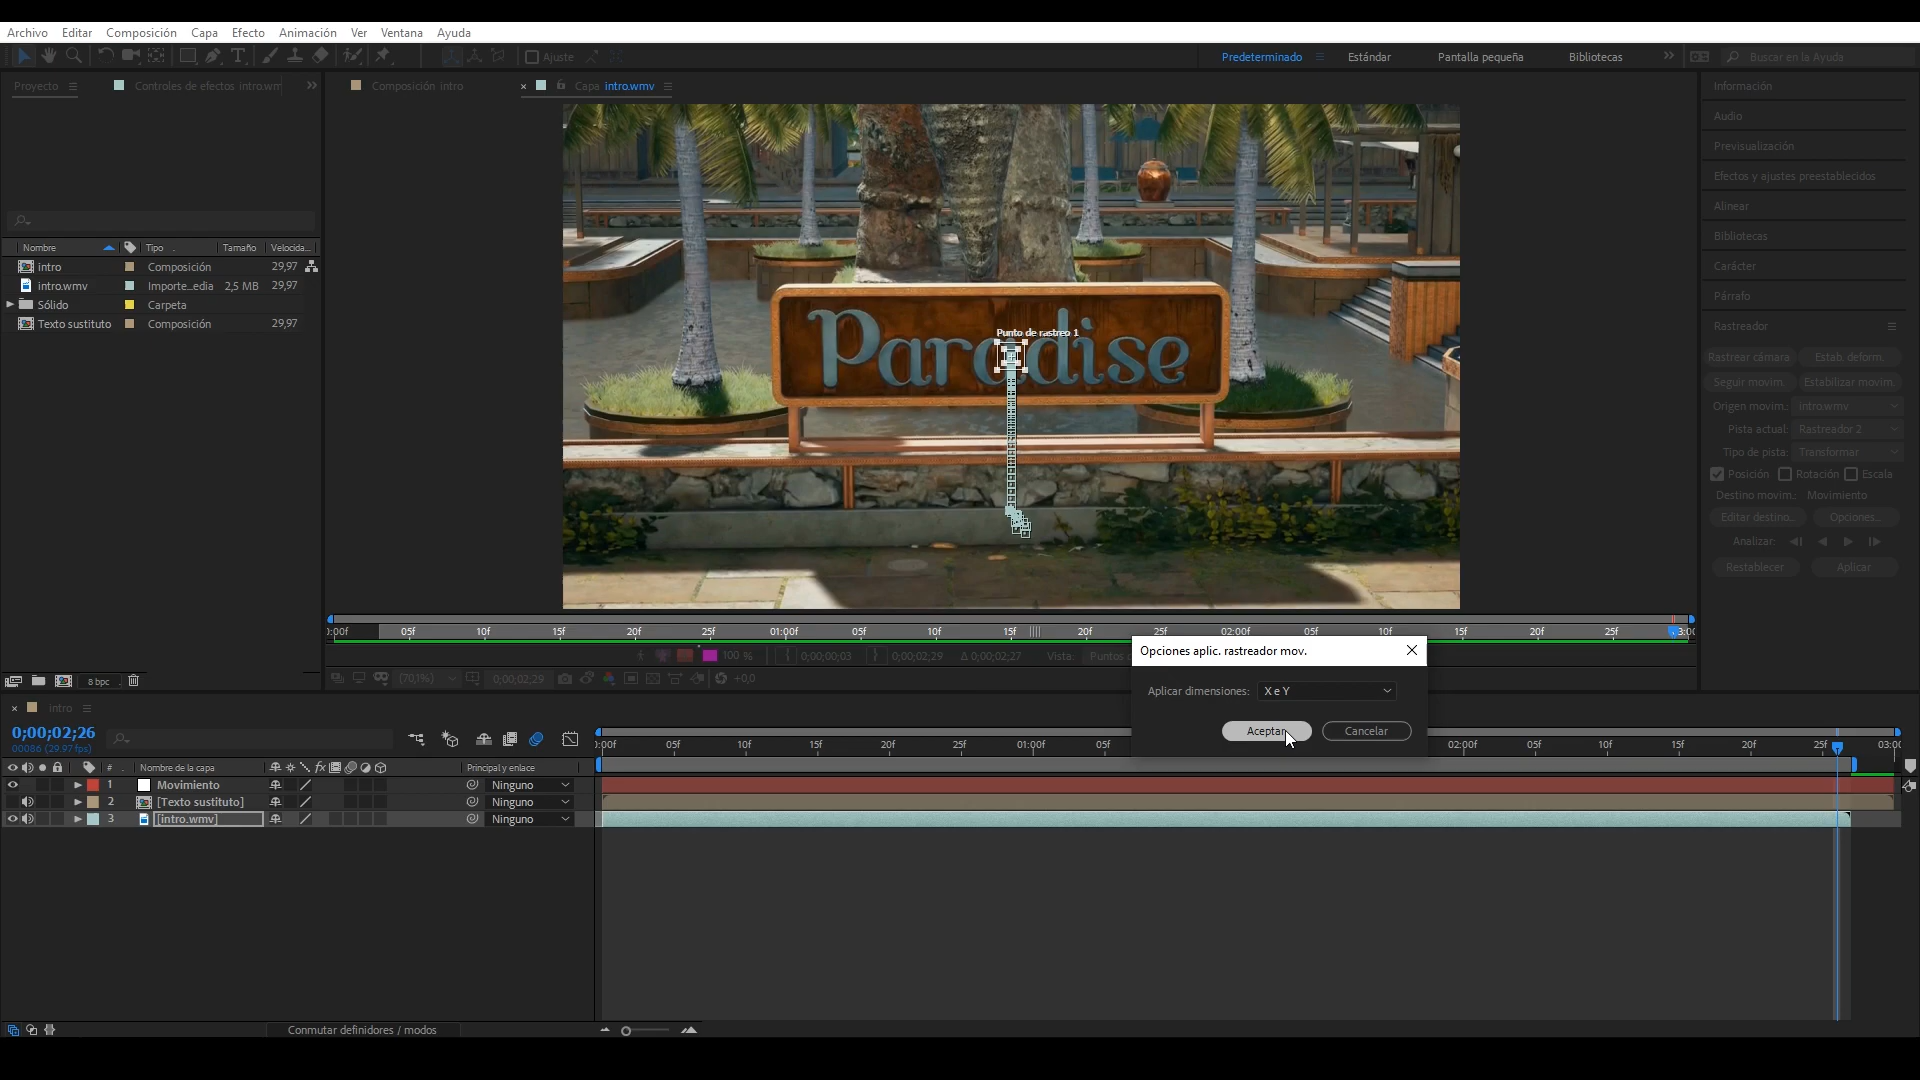 Archivo Editar Composición Capa Efecto Animación Ver Ventana Ayuda
Ajuste
Predeterminado Estándar Pantalla pequeña Bibliotecas Buscar en la Ayuda
Proyecto Controles de efectos intro.wm
Composición intro
Capa intro.wmv
Información
Audio
Previsualización
Efectos y ajustes preestablecidos
Alinear
Bibliotecas
Carácter
Párrafo
Rastreador
Rastrear cámara Estab. deform.
Seguir movim. Estabilizar movim.
Origen movim.: intro.wmv
Pista actual: Rastreador 2
Tipo de pista: Transformar
Posición Rotación Escala
Destino movim.: Movimiento
Editar destino... Opciones...
Analizar:
Restablecer Aplicar
Nombre Tipo Tamaño Velocida...
intro Composición 29,97
intro.wmv Importe...edia 2,5 MB 29,97
Sólido Carpeta
Texto sustituto Composición 29,97
8 bpc
Paradise
Punto de rastreo 1
0:00f 05f 10f 15f 20f 25f 01:00f 05f 10f 15f 20f 25f 02:00f 05f 10f 15f 20f 25f 3:00
100 % 0;00;00;03 0;00;02;29 Δ 0;00;02;27 Vista: Puntos
(70,1%) 0;00;02;29 +0,0
Opciones aplic. rastreador mov.
Aplicar dimensiones: X e Y
Aceptar Cancelar
intro
0;00;02;26
00086 (29.97 fps)
0:00f 05f 10f 15f 20f 25f 01:00f 05f 02:00f 05f 10f 15f 20f 25f 03:00
# Nombre de la capa fx Principal y enlace
1 Movimiento Ninguno
2 [Texto sustituto] Ninguno
3 [intro.wmv] Ninguno
Conmutar definidores / modos